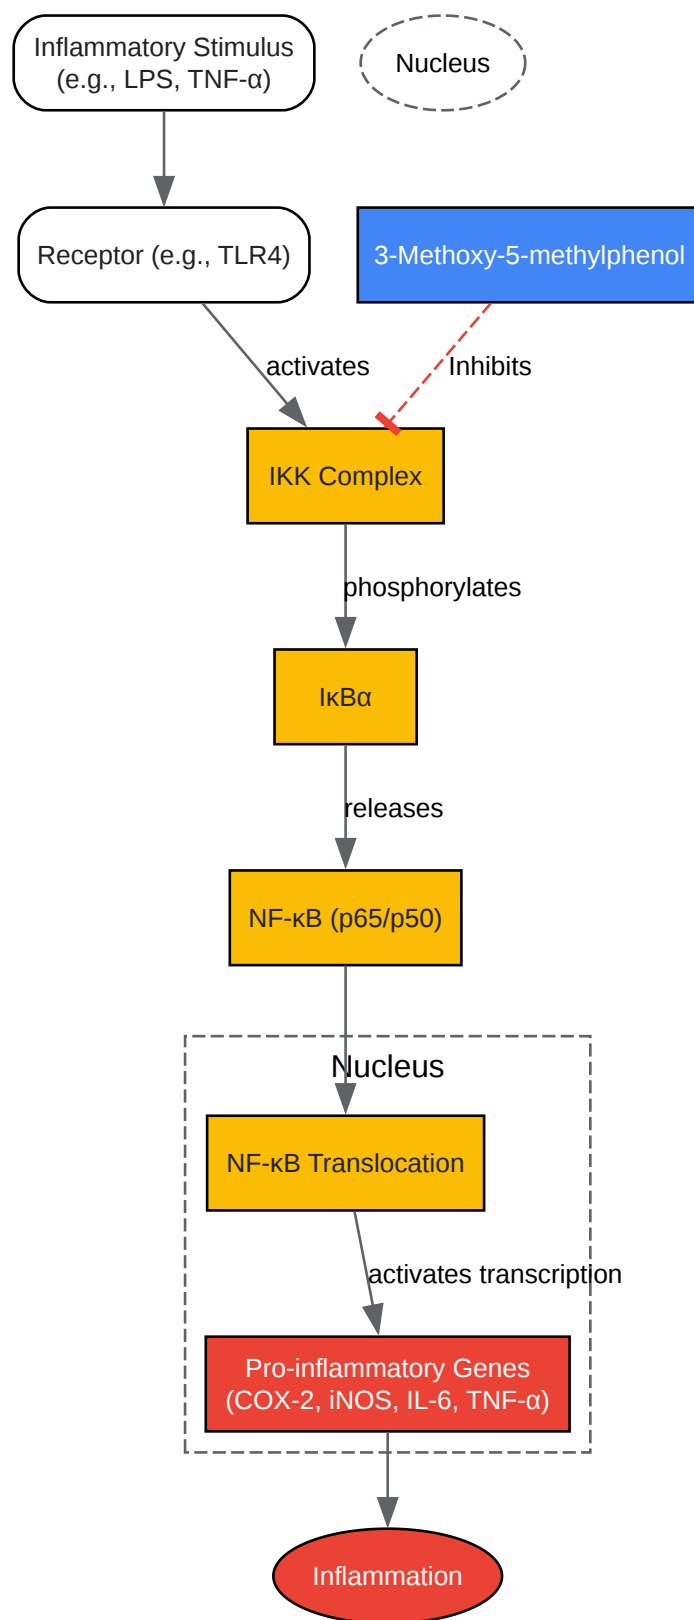 Inflammatory Stimulus
(e.g., LPS, TNF-α)
Nucleus
Receptor (e.g., TLR4)
3-Methoxy-5-methylphenol
activates
Inhibits
IKK Complex
phosphorylates
IκBα
releases
NF-κB (p65/p50)
Nucleus
NF-κB Translocation
activates transcription
Pro-inflammatory Genes
(COX-2, iNOS, IL-6, TNF-α)
Inflammation